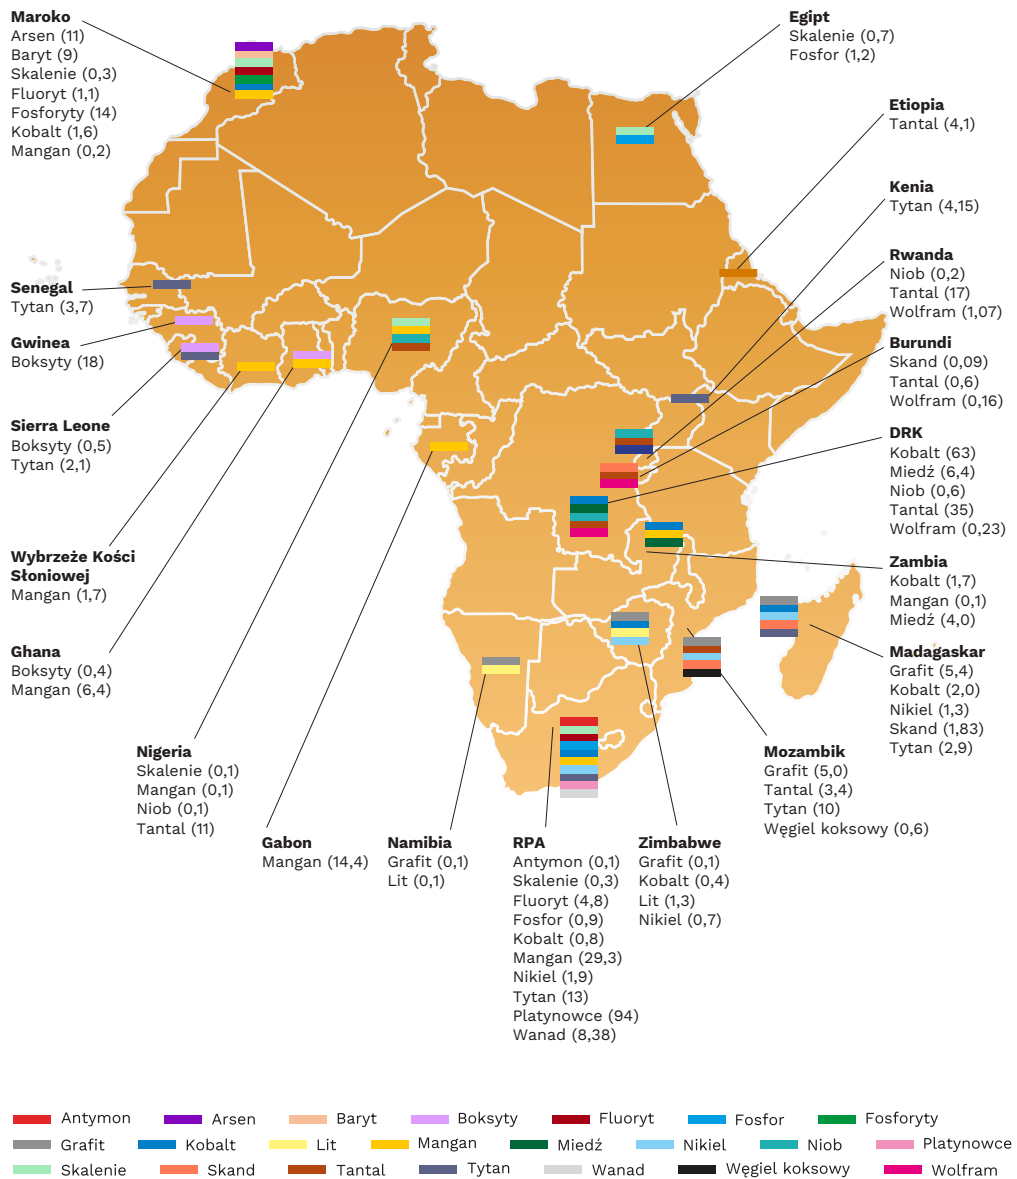 Maroko
Arsen (11)
Baryt (9)
Skalenie (0,3)
Fluoryt (1,1)
Fosforyty (14)
Kobalt (1,6)
Mangan (0,2)
Egipt
Skalenie (0,7)
Fosfor (1,2)
Etiopia
Tantal (4,1)
Kenia
Tytan (4,15)
Rwanda
Niob (0,2)
Tantal (17)
Wolfram (1,07)
Senegal
Tytan (3,7)
Gwinea
Boksyty (18)
Burundi
Skand (0,09)
Tantal (0,6)
Wolfram (0,16)
Sierra Leone
Boksyty (0,5)
Tytan (2,1)
DRK
Kobalt (63)
Miedź (6,4)
Niob (0,6)
Tantal (35)
Wolfram (0,23)
Wybrzeże Kości
Słoniowej
Mangan (1,7)
Zambia
Kobalt (1,7)
Mangan (0,1)
Miedź (4,0)
Ghana
Boksyty (0,4)
Mangan (6,4)
Madagaskar
Grafit (5,4)
Kobalt (2,0)
Nikiel (1,3)
Skand (1,83)
Tytan (2,9)
Nigeria
Skalenie (0,1)
Mangan (0,1)
Niob (0,1)
Tantal (11)
Mozambik
Grafit (5,0)
Tantal (3,4)
Tytan (10)
Węgiel koksowy (0,6)
Gabon
Mangan (14,4)
Namibia
Grafit (0,1)
Lit (0,1)
RPA
Antymon (0,1)
Skalenie (0,3)
Fluoryt (4,8)
Fosfor (0,9)
Kobalt (0,8)
Mangan (29,3)
Nikiel (1,9)
Tytan (13)
Platynowce (94)
Wanad (8,38)
Zimbabwe
Grafit (0,1)
Kobalt (0,4)
Lit (1,3)
Nikiel (0,7)
Antymon Arsen Baryt Boksyty Fluoryt Fosfor Fosforyty
Grafit Kobalt Lit Mangan Miedź Nikiel Niob Platynowce
Skalenie Skand Tantal Tytan Wanad Węgiel koksowy Wolfram